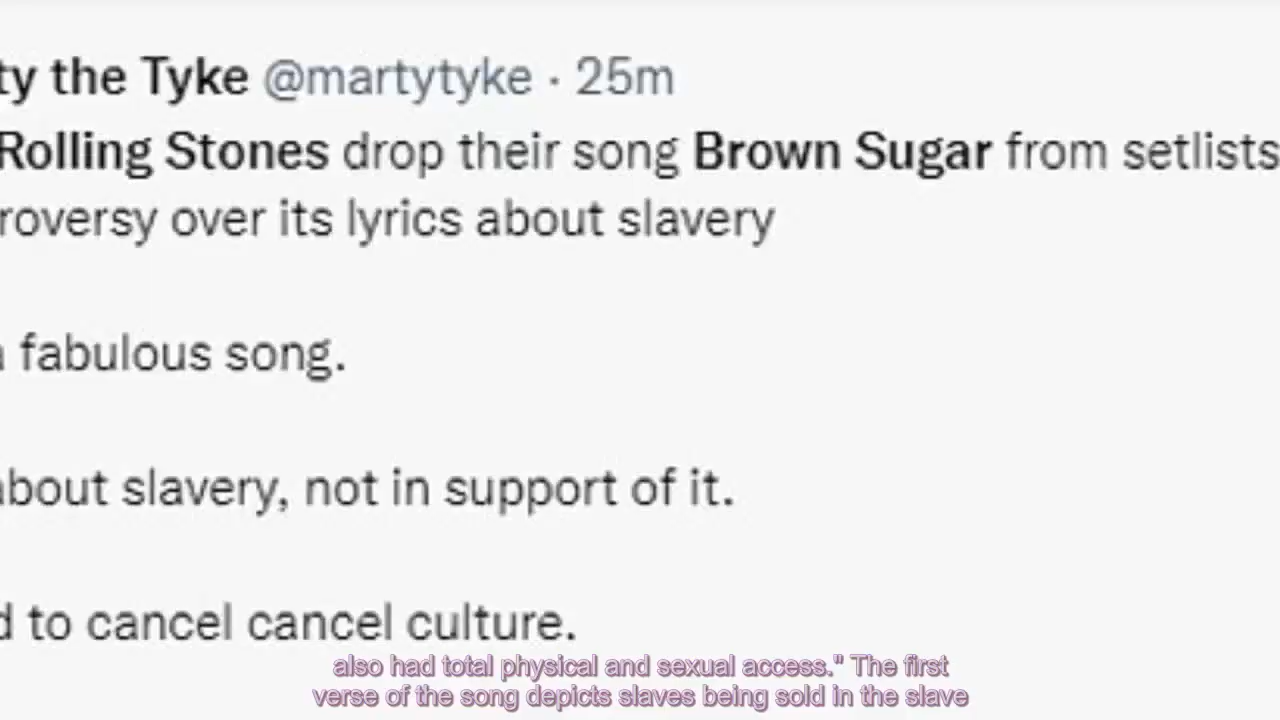 ty the Tyke @martytyke · 25m
Rolling Stones drop their song Brown Sugar from setlists
roversy over its lyrics about slavery
fabulous song.
about slavery, not in support of it.
d to cancel cancel culture.
also had total physical and sexual access." The first
verse of the song depicts slaves being sold in the slave